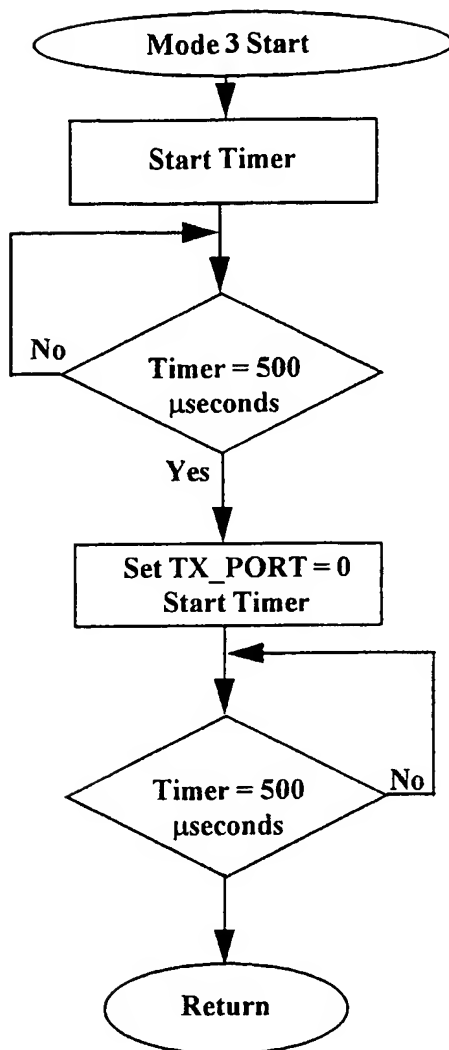 Mode 3 Start
Start Timer
No
Timer = 500
μseconds
Yes
Set TX_PORT = 0
Start Timer
No
Timer = 500
μseconds
Return